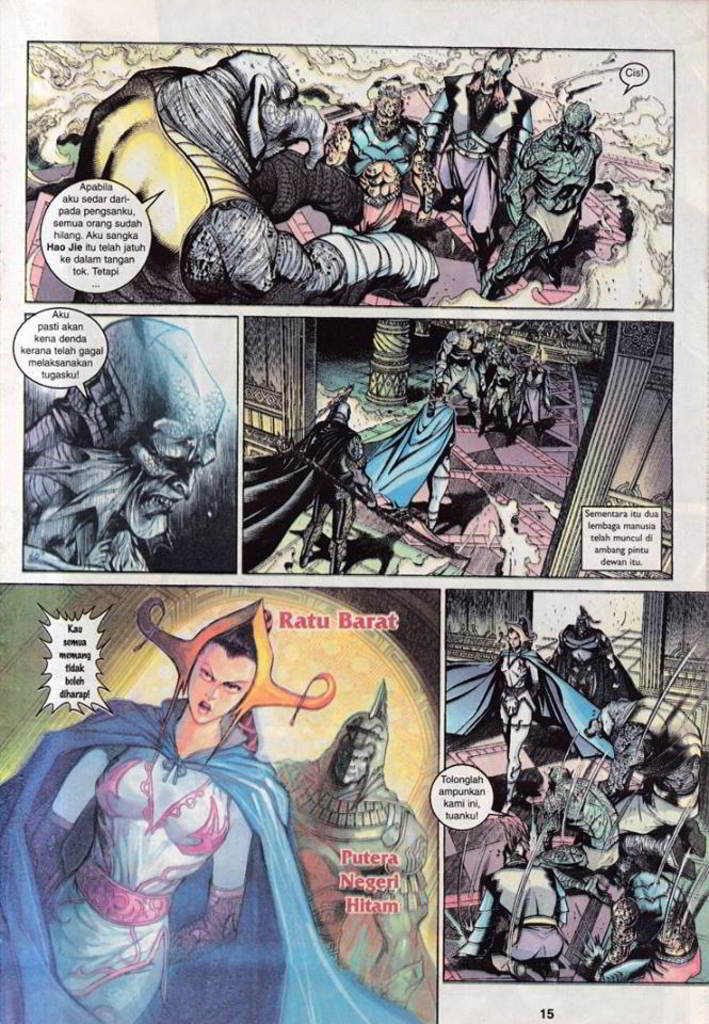 Cis!
Apabila
aku sedar dari-
pada pengsanku,
semua orang sudah
hilang. Aku sangka
Hao Jie itu telah jatuh
ke dalam tangan
tok. Tetapi
...
Aku
pasti akan
kena denda
kerana telah gagal
melaksanakan
tugasku!
Sementara itu dua
lembaga manusia
telah muncul di
ambang pintu
dewan itu.
Kau
semua
memang
tidak
boleh
diharap!
Ratu Barat
Putera
Negeri
Hitam
Tolonglah
ampunkan
kami ini,
tuanku!
15